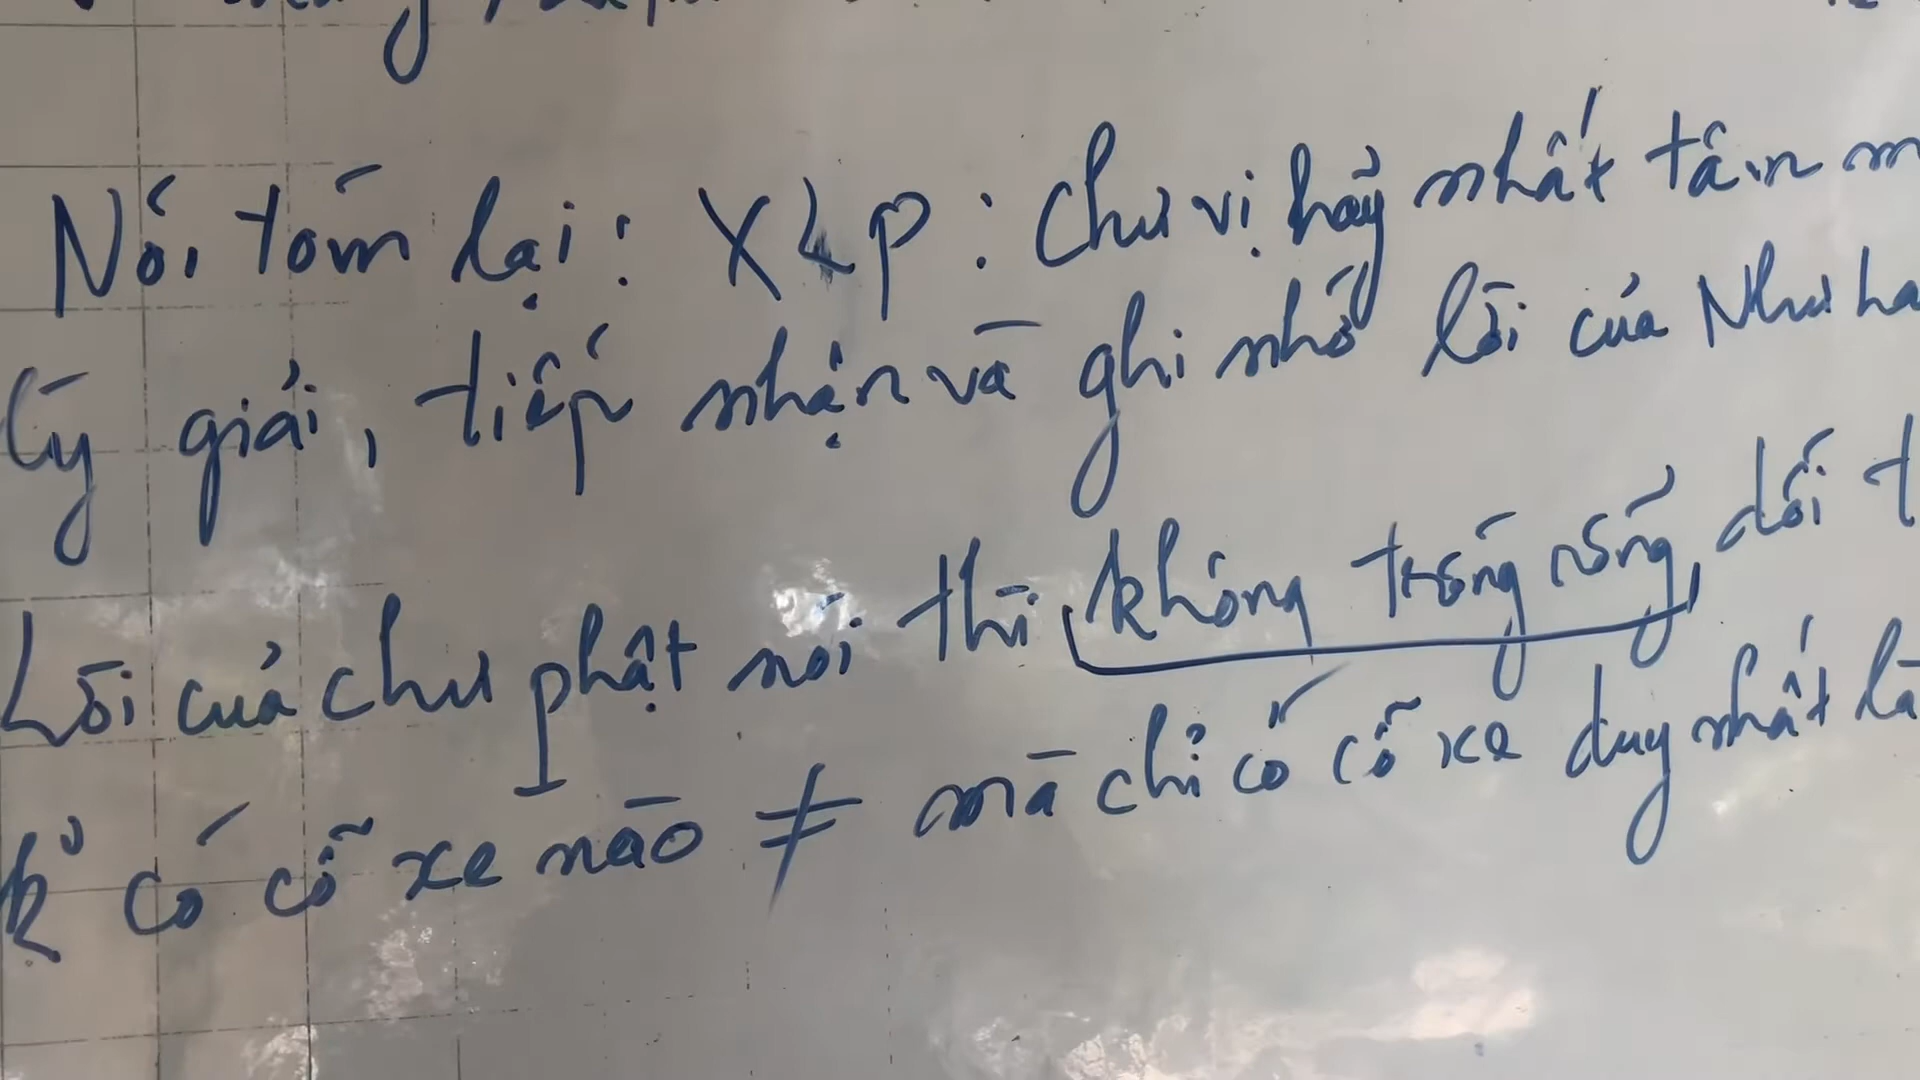 Nói tóm lại: XLP: Chư vị hãy nhất tâm
lý giải, tiếp nhận và ghi nhớ lời của Như
Lời của chư phật nói thì không trống rỗng, dối
k° có cỗ xe nào ≠ mà chỉ có cỗ xe duy nhất là